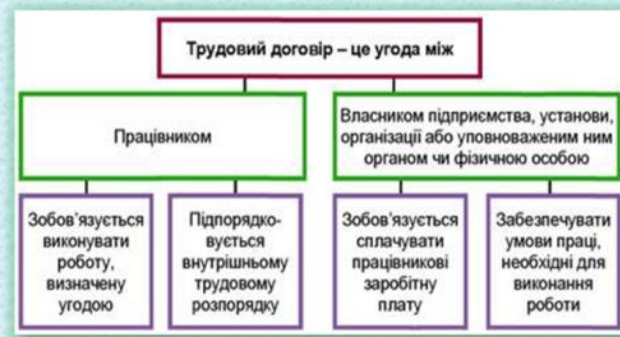 Трудовий договір – це угода між
Працівником
Власником підприємства, установи,
організації або уповноваженим ним
органом чи фізичною особою
Зобов’язується
виконувати
роботу,
визначену
угодою
Підпорядко-
вується
внутрішньому
трудовому
розпорядку
Зобов’язується
сплачувати
працівникові
заробітну
плату
Забезпечувати
умови праці,
необхідні для
виконання
роботи